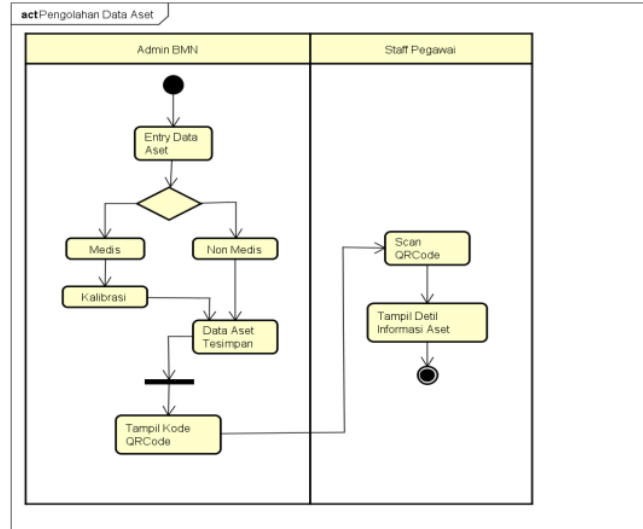 act Pengolahan Data Aset
Admin BMN
Staff Pegawai
Entry Data
Aset
Medis
Non Medis
Kalibrasi
Data Aset
Tesimpan
Tampil Kode
QRCode
Scan
QRCode
Tampil Detil
Informasi Aset